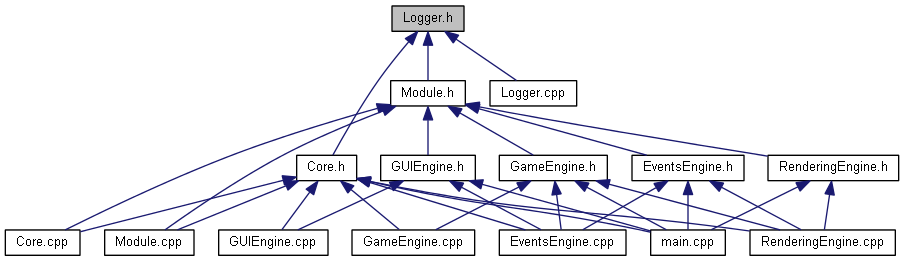 Logger.h
Module.h
Logger.cpp
Core.h
GUIEngine.h
GameEngine.h
EventsEngine.h
RenderingEngine.h
Core.cpp
Module.cpp
GUIEngine.cpp
GameEngine.cpp
EventsEngine.cpp
main.cpp
RenderingEngine.cpp